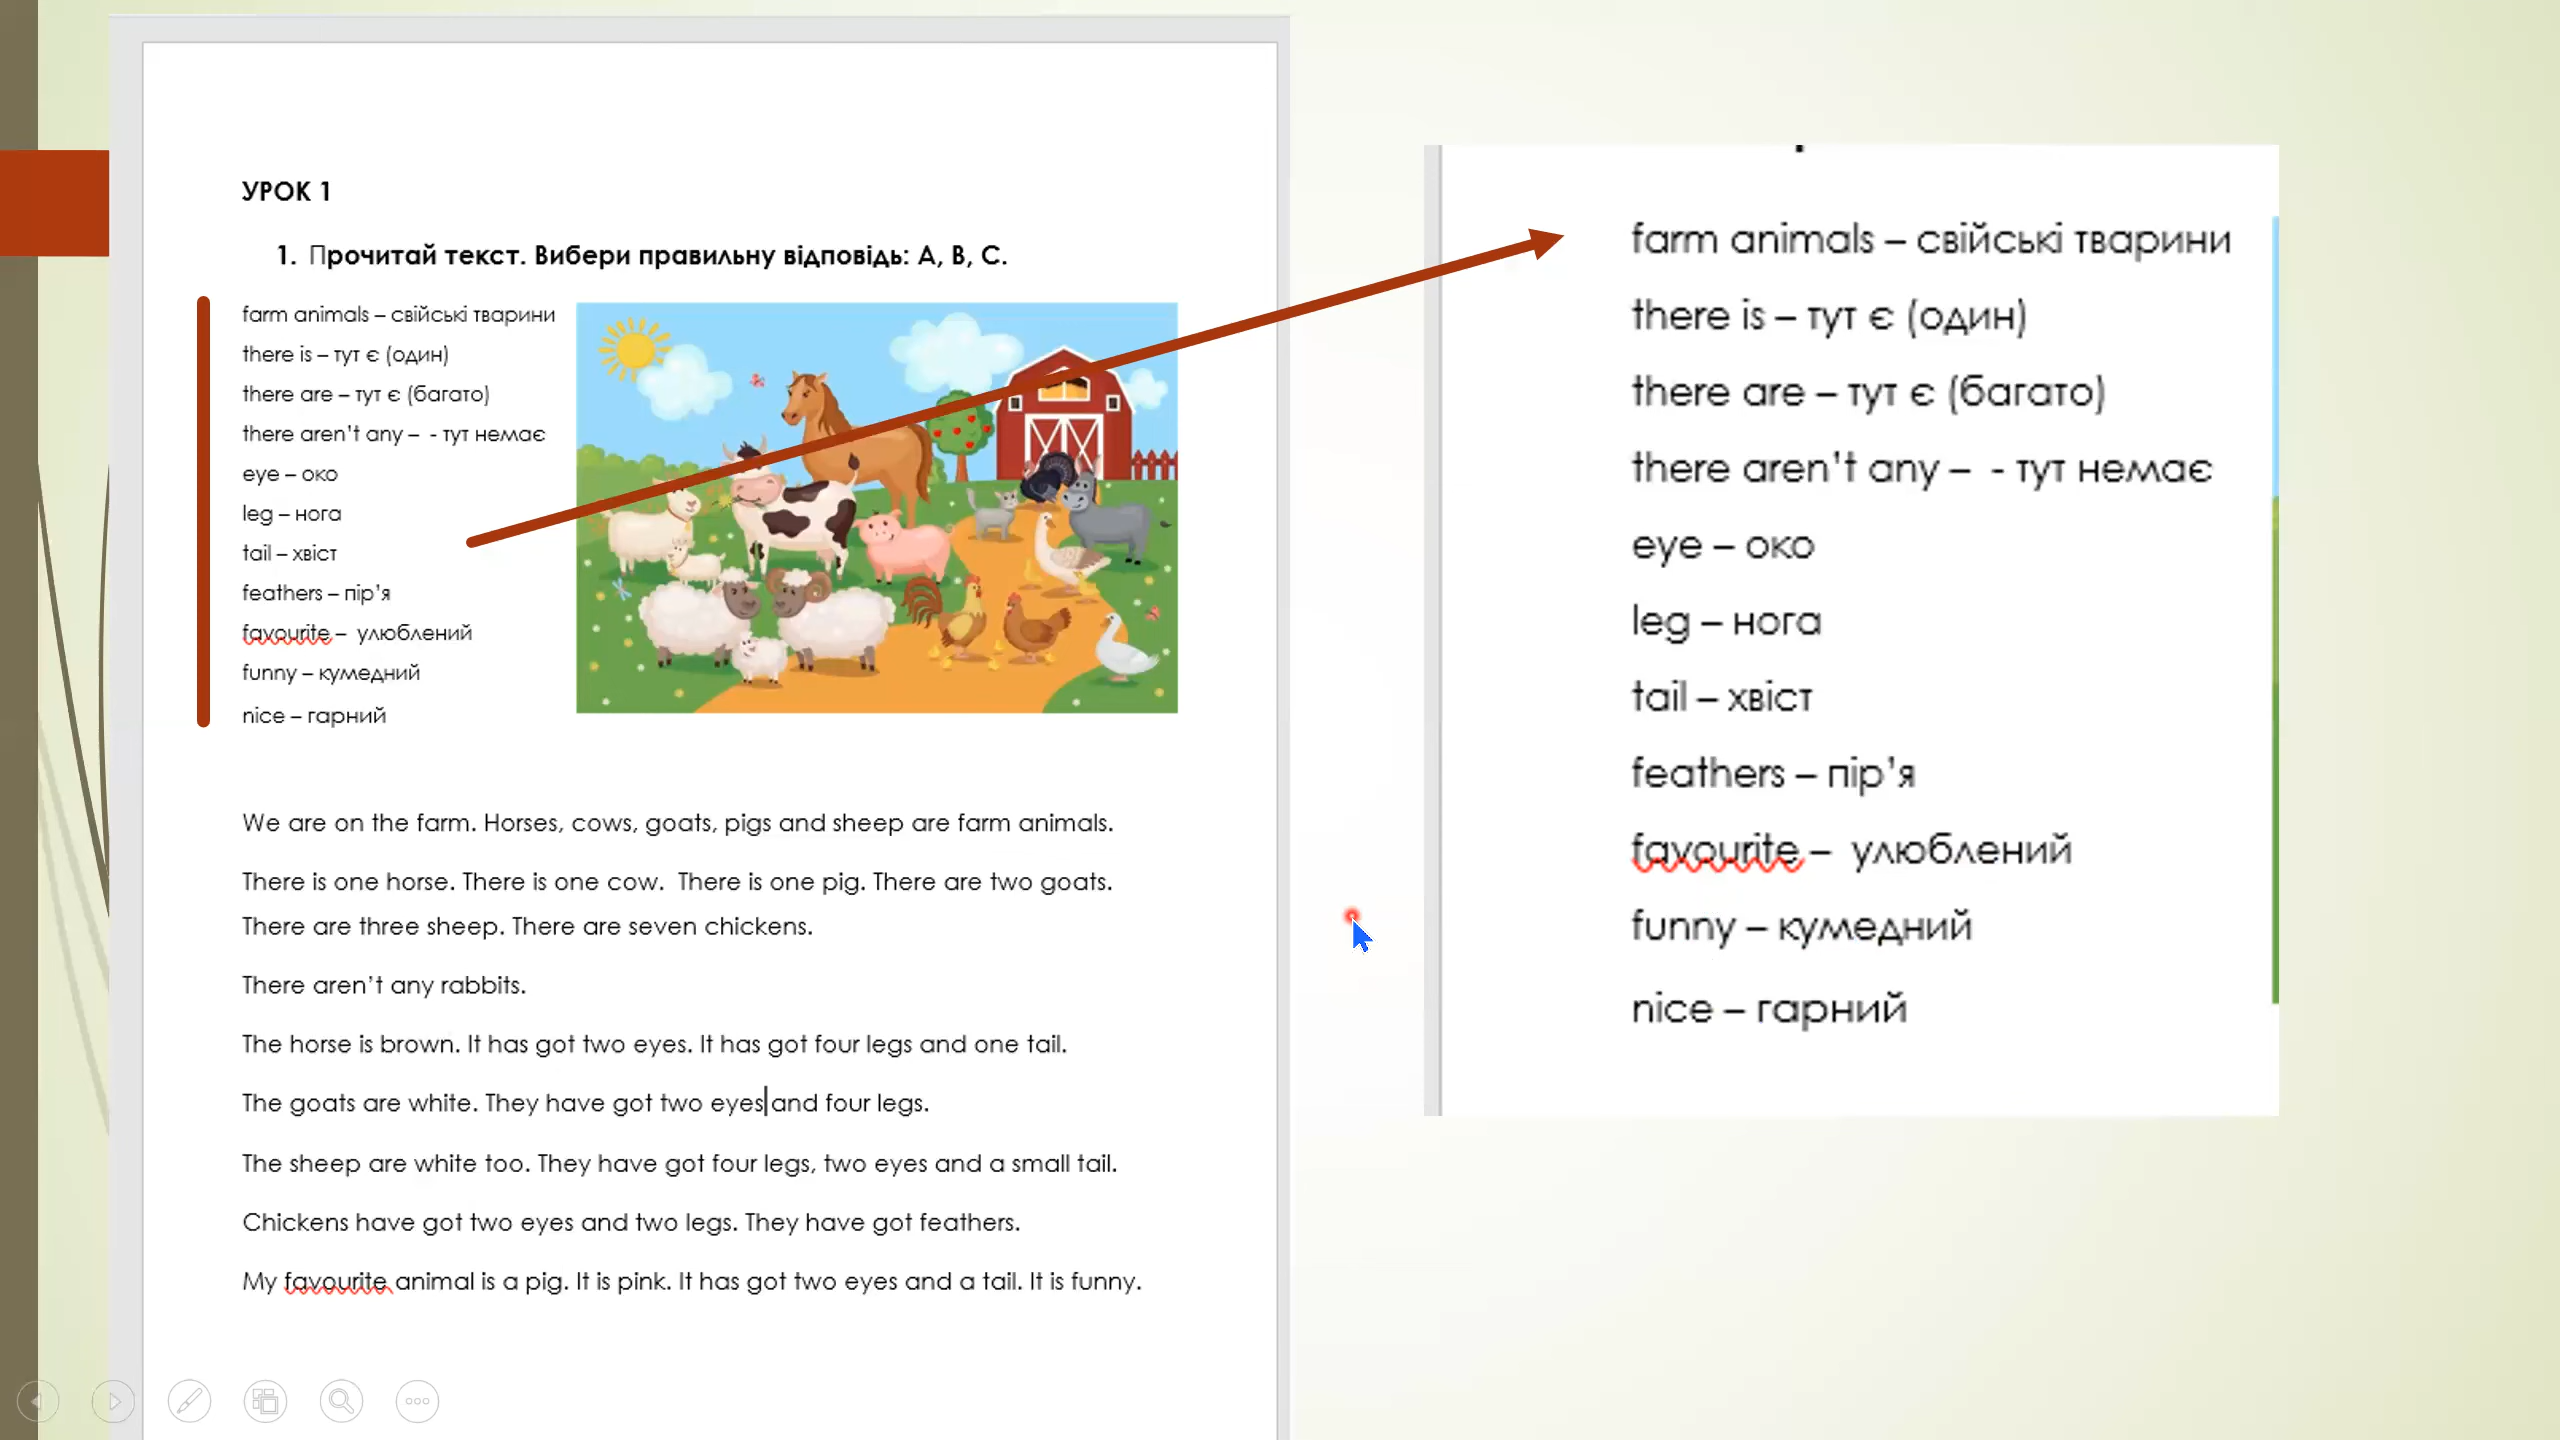 УРОК 1
1. Прочитай текст. Вибери правильну відповідь: A, B, C.
farm animals – свійські тварини
there is – тут є (один)
there are – тут є (багато)
there aren’t any –  - тут немає
eye – око
leg – нога
tail – хвіст
feathers – пір’я
favourite –  улюблений
funny – кумедний
nice – гарний
We are on the farm. Horses, cows, goats, pigs and sheep are farm animals.
There is one horse. There is one cow.  There is one pig. There are two goats.
There are three sheep. There are seven chickens.
There aren’t any rabbits.
The horse is brown. It has got two eyes. It has got four legs and one tail.
The goats are white. They have got two eyes and four legs.
The sheep are white too. They have got four legs, two eyes and a small tail.
Chickens have got two eyes and two legs. They have got feathers.
My favourite animal is a pig. It is pink. It has got two eyes and a tail. It is funny.
farm animals – свійські тварини
there is – тут є (один)
there are – тут є (багато)
there aren’t any –  - тут немає
eye – око
leg – нога
tail – хвіст
feathers – пір’я
favourite –  улюблений
funny – кумедний
nice – гарний